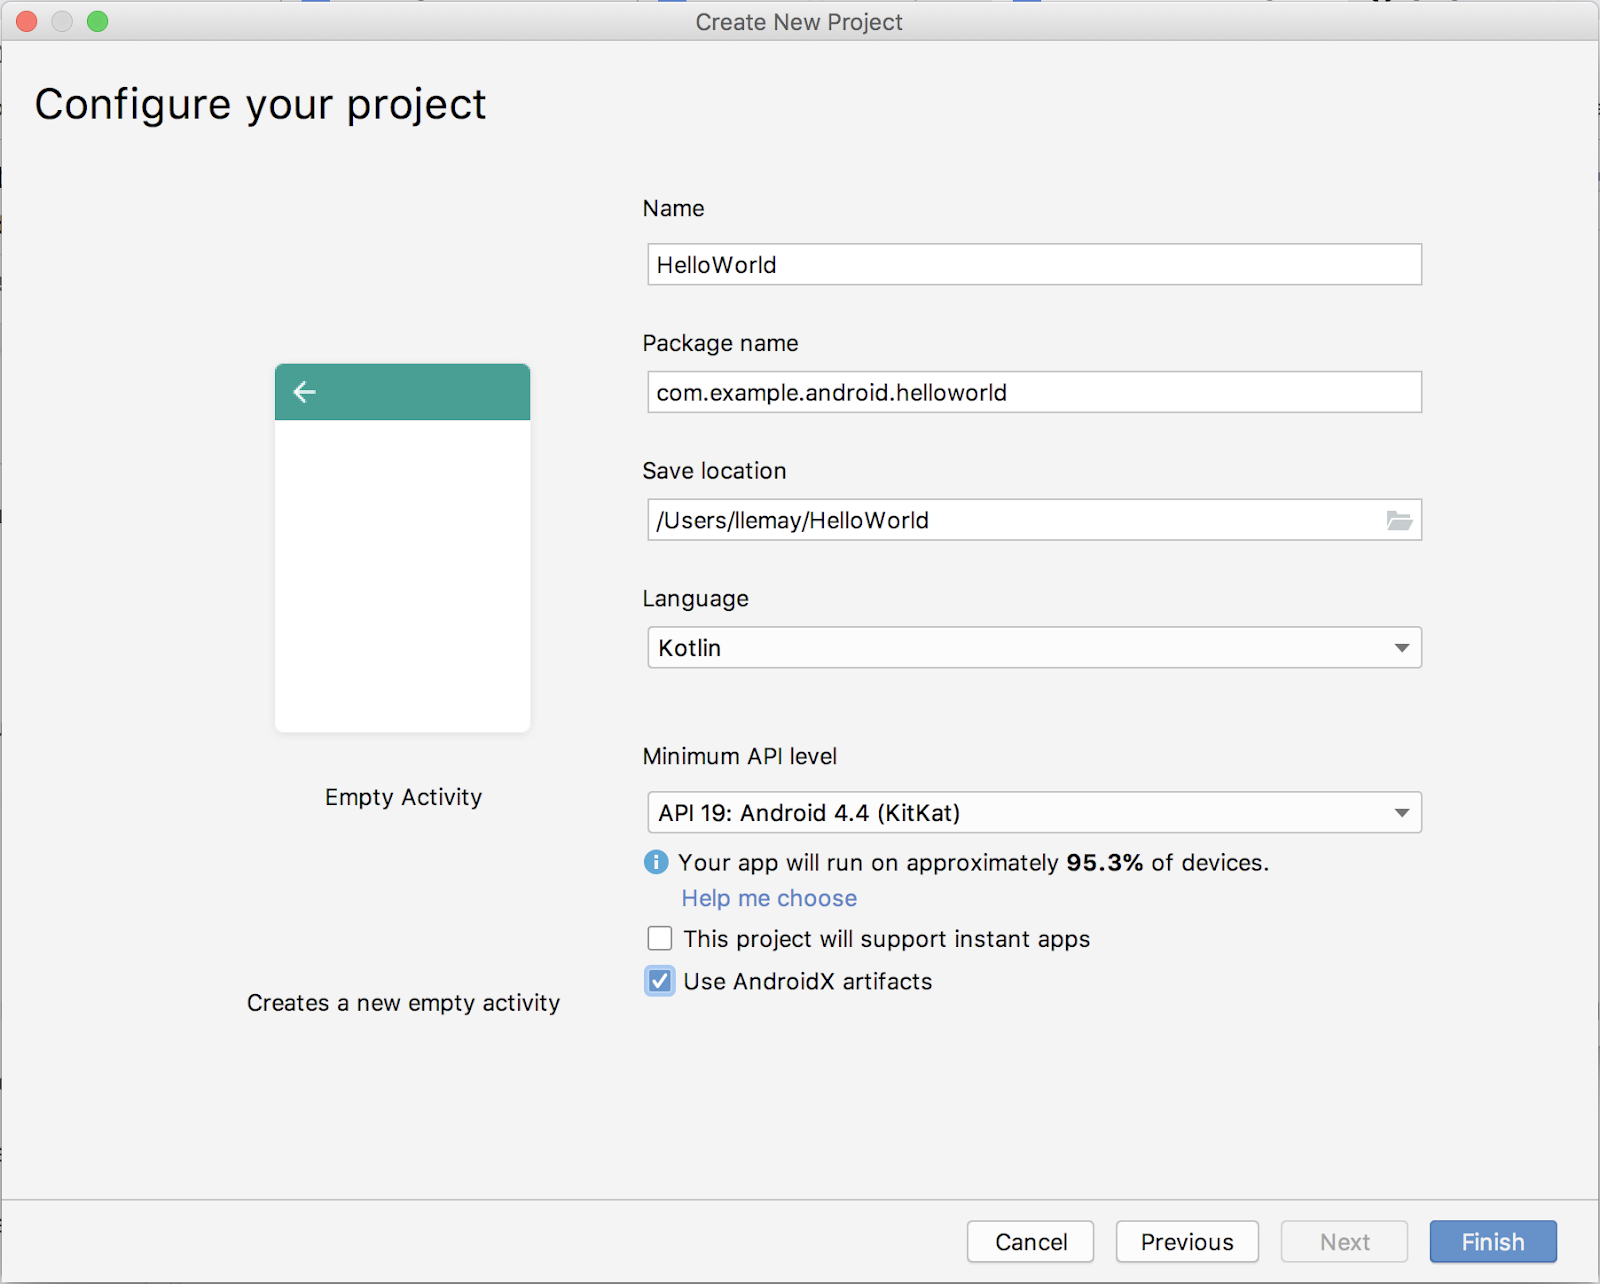 Create New Project
Configure your project
Name
HelloWorld
Package name
com.example.android.helloworld
Save location
/Users/llemay/HelloWorld
Language
Kotlin
Empty Activity
Minimum API level
API 19: Android 4.4 (KitKat)
Your app will run on approximately 95.3% of devices.
Help me choose
This project will support instant apps
Use AndroidX artifacts
Creates a new empty activity
Cancel
Previous
Next
Finish